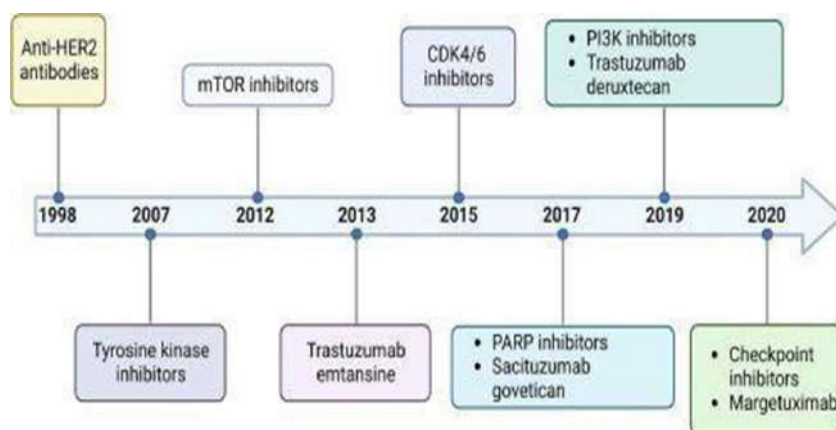 Anti-HER2
antibodies
mTOR inhibitors
CDK4/6
inhibitors
• PI3K inhibitors
• Trastuzumab
deruxtecan
1998 2007 2012 2013 2015 2017 2019 2020
Tyrosine kinase
inhibitors
Trastuzumab
emtansine
• PARP inhibitors
• Sacituzumab
govetican
• Checkpoint
inhibitors
• Margetuximab